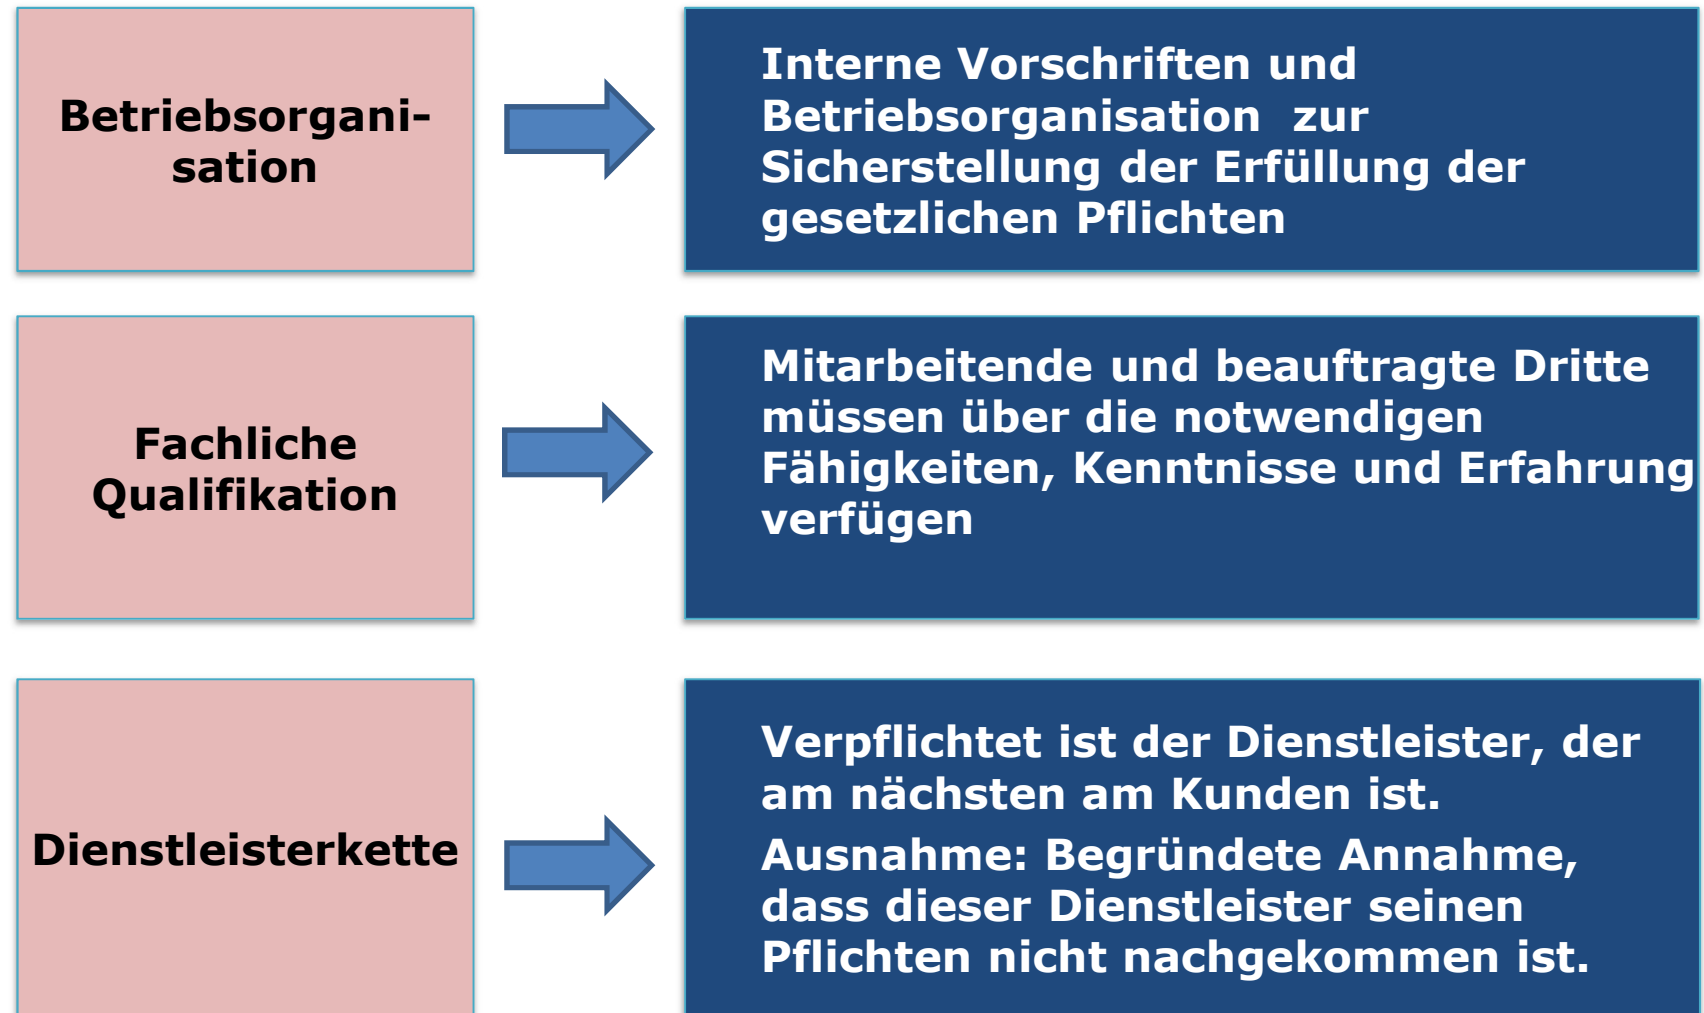 Betriebsorgani-
sation
Interne Vorschriften und
Betriebsorganisation zur
Sicherstellung der Erfüllung der
gesetzlichen Pflichten
Fachliche
Qualifikation
Mitarbeitende und beauftragte Dritte
müssen über die notwendigen
Fähigkeiten, Kenntnisse und Erfahrung
verfügen
Dienstleisterkette
Verpflichtet ist der Dienstleister, der
am nächsten am Kunden ist.
Ausnahme: Begründete Annahme,
dass dieser Dienstleister seinen
Pflichten nicht nachgekommen ist.